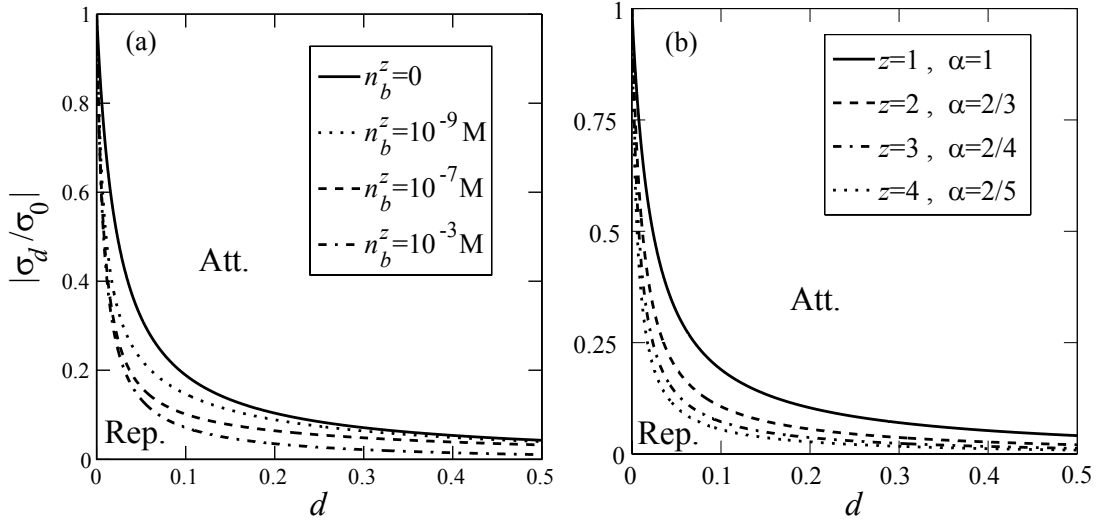 (a)
n_b^z=0
n_b^z=10^-9 M
n_b^z=10^-7 M
n_b^z=10^-3 M
Att.
Rep.
|σ_d/σ_0|
1
0.8
0.6
0.4
0.2
0
0
0.1
0.2
0.3
0.4
0.5
d
(b)
z=1 , α=1
z=2 , α=2/3
z=3 , α=2/4
z=4 , α=2/5
Att.
Rep.
1
0.75
0.5
0.25
0
0
0.1
0.2
0.3
0.4
0.5
d